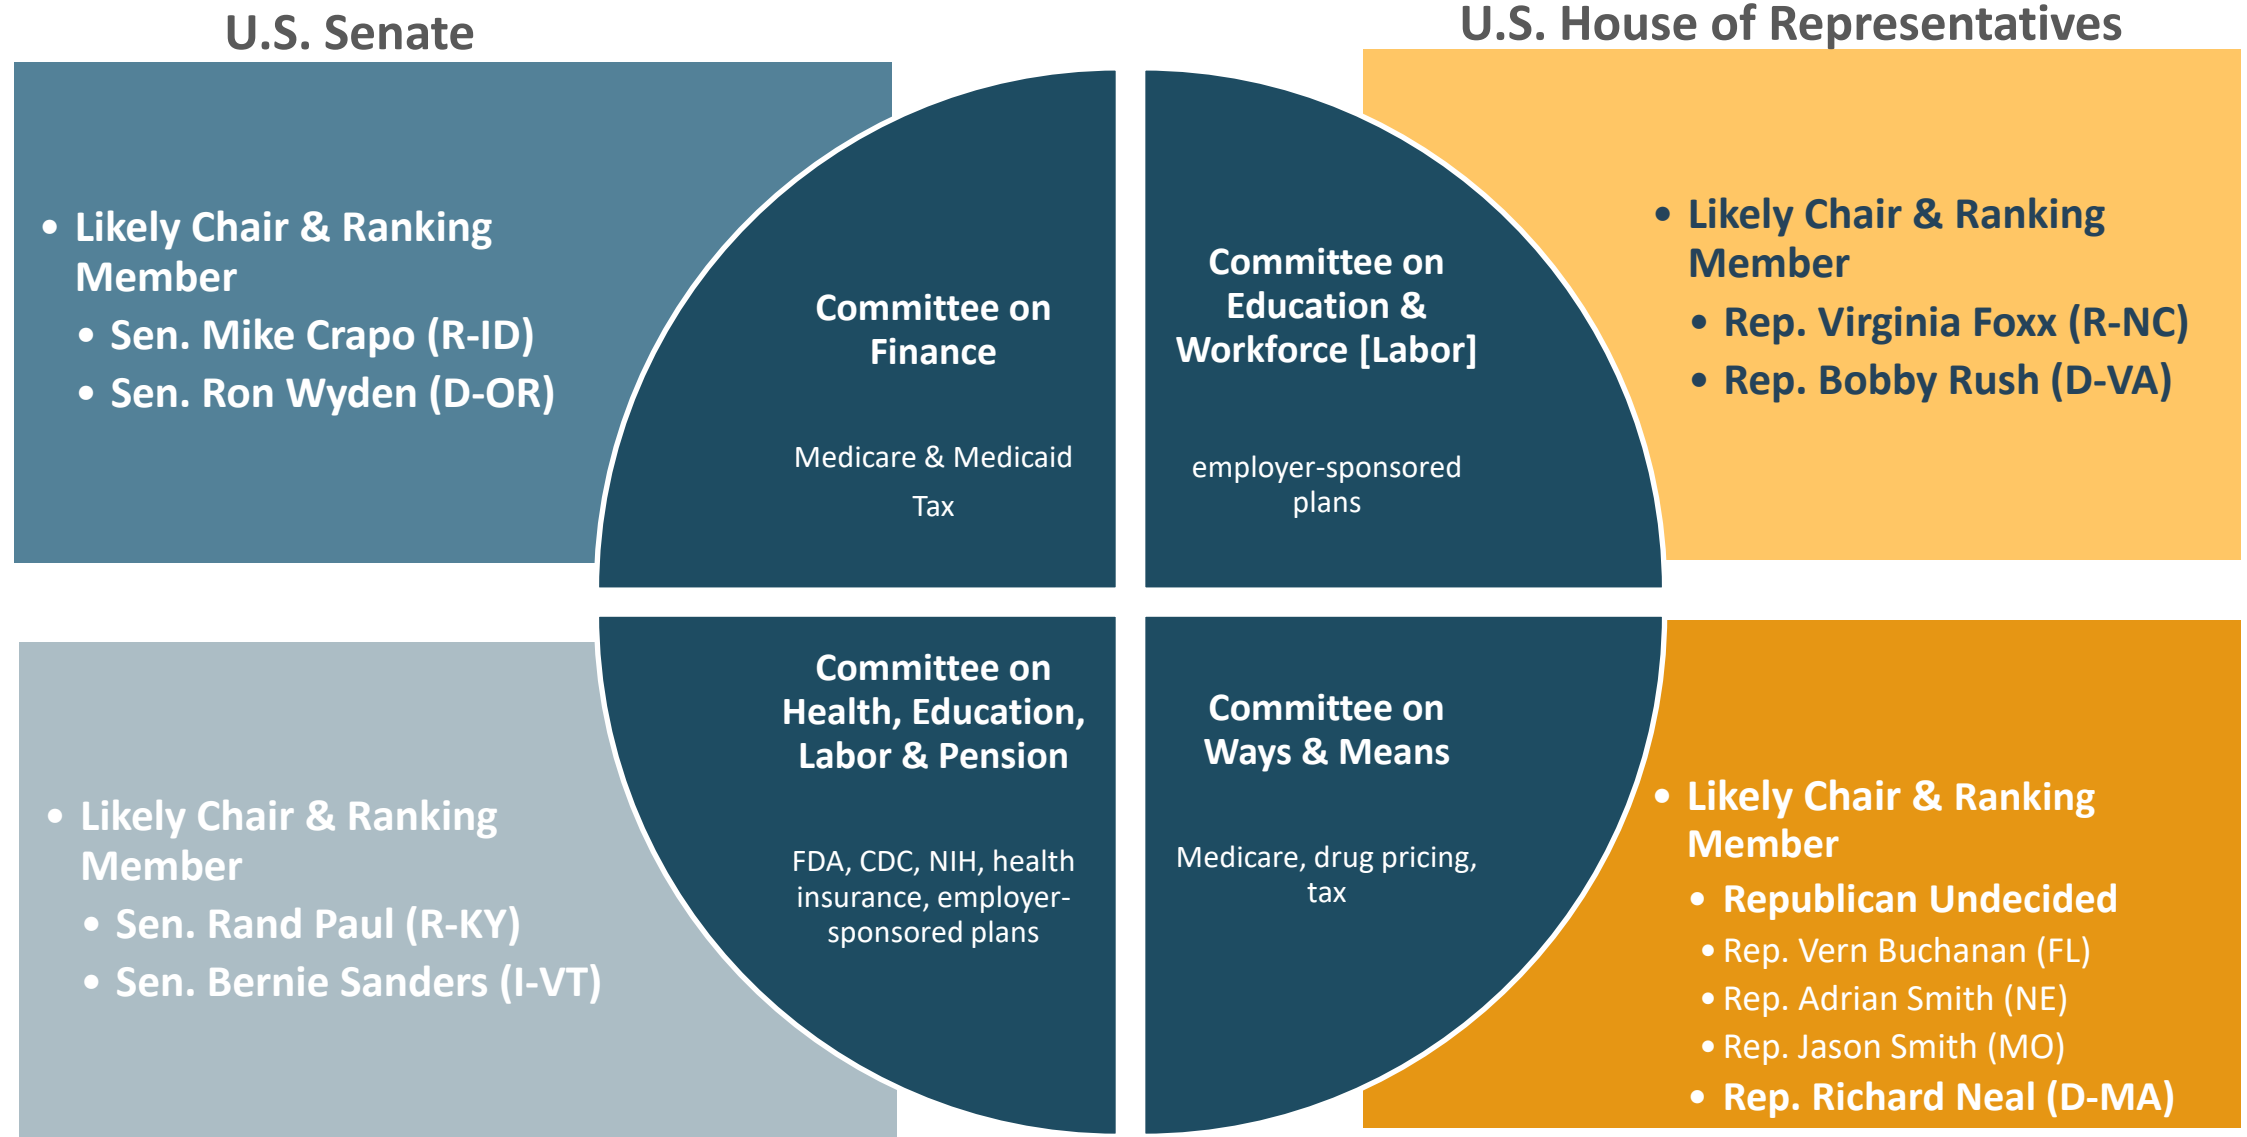 U.S. Senate
U.S. House of Representatives
• Likely Chair & Ranking
Member
• Sen. Mike Crapo (R-ID)
• Sen. Ron Wyden (D-OR)
Committee on
Finance
Medicare & Medicaid
Tax
Committee on
Education &
Workforce [Labor]
employer-sponsored
plans
• Likely Chair & Ranking
Member
• Rep. Virginia Foxx (R-NC)
• Rep. Bobby Rush (D-VA)
• Likely Chair & Ranking
Member
• Sen. Rand Paul (R-KY)
• Sen. Bernie Sanders (I-VT)
Committee on
Health, Education,
Labor & Pension
FDA, CDC, NIH, health
insurance, employer-
sponsored plans
Committee on
Ways & Means
Medicare, drug pricing,
tax
• Likely Chair & Ranking
Member
• Republican Undecided
• Rep. Vern Buchanan (FL)
• Rep. Adrian Smith (NE)
• Rep. Jason Smith (MO)
• Rep. Richard Neal (D-MA)